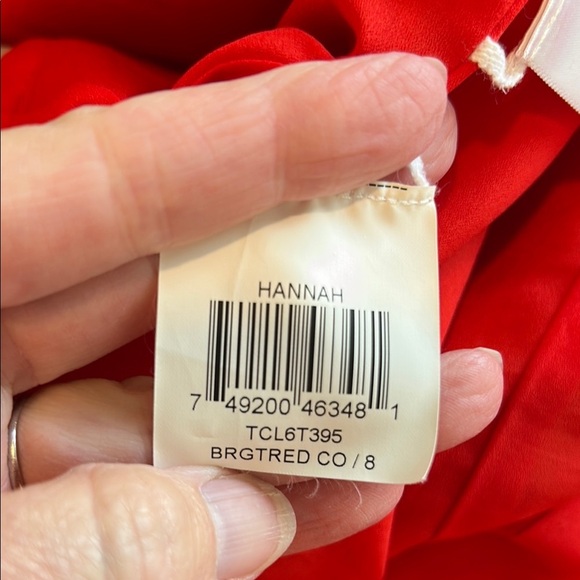 HANNAH
7 49200 46348 1
TCL6T395
BRGTRED CO / 8